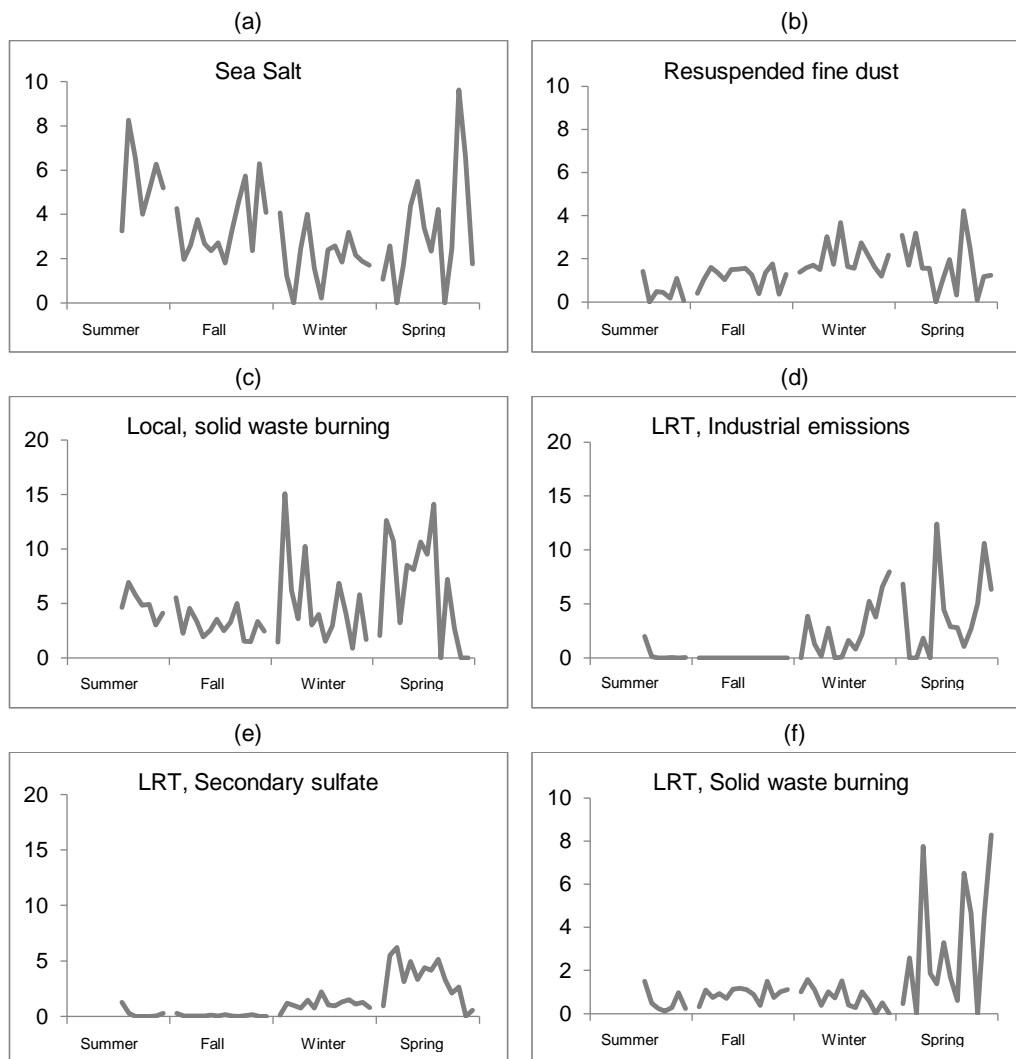 (a)
Sea Salt
10
8
6
4
2
0
Summer Fall Winter Spring
(b)
Resuspended fine dust
10
8
6
4
2
0
Summer Fall Winter Spring
(c)
Local, solid waste burning
20
15
10
5
0
Summer Fall Winter Spring
(d)
LRT, Industrial emissions
20
15
10
5
0
Summer Fall Winter Spring
(e)
LRT, Secondary sulfate
20
15
10
5
0
Summer Fall Winter Spring
(f)
LRT, Solid waste burning
10
8
6
4
2
0
Summer Fall Winter Spring